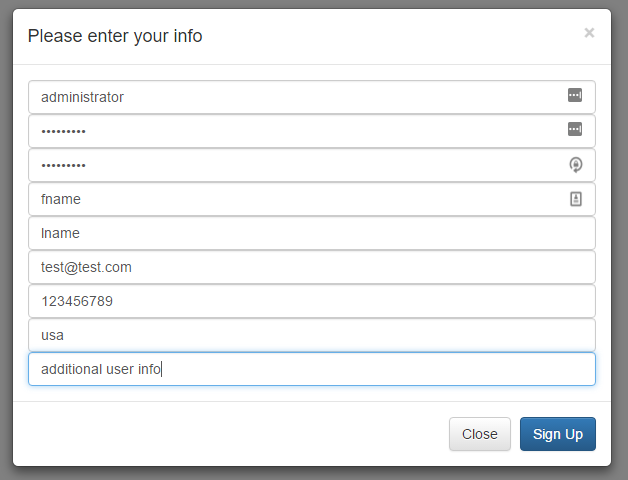 Please enter your info
×
administrator
•••••••••
•••••••••
fname
lname
test@test.com
123456789
usa
additional user info
Close
Sign Up